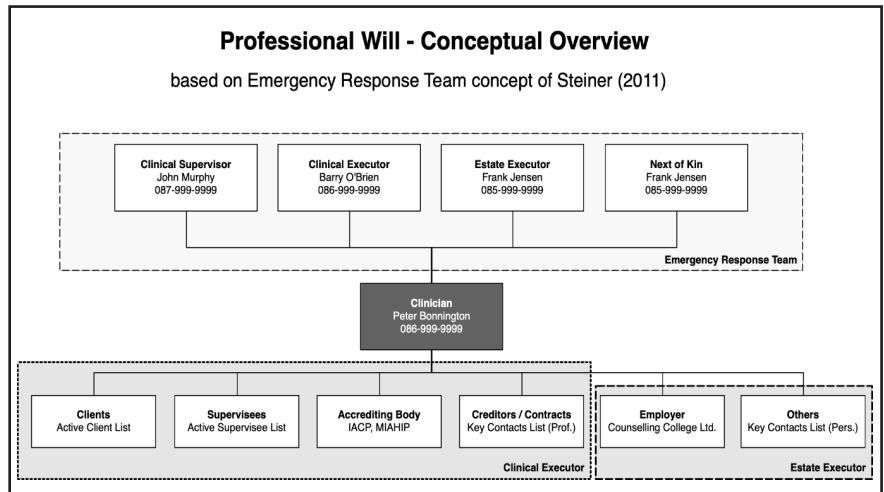 Professional Will - Conceptual Overview
based on Emergency Response Team concept of Steiner (2011)
Clinical Supervisor
John Murphy
087-999-9999
Clinical Executor
Barry O'Brien
086-999-9999
Estate Executor
Frank Jensen
085-999-9999
Next of Kin
Frank Jensen
085-999-9999
Emergency Response Team
Clinician
Peter Bonnington
086-999-9999
Clients
Active Client List
Supervisees
Active Supervisee List
Accrediting Body
IACP, MIAHIP
Creditors / Contracts
Key Contacts List (Prof.)
Employer
Counselling College Ltd.
Others
Key Contacts List (Pers.)
Clinical Executor
Estate Executor